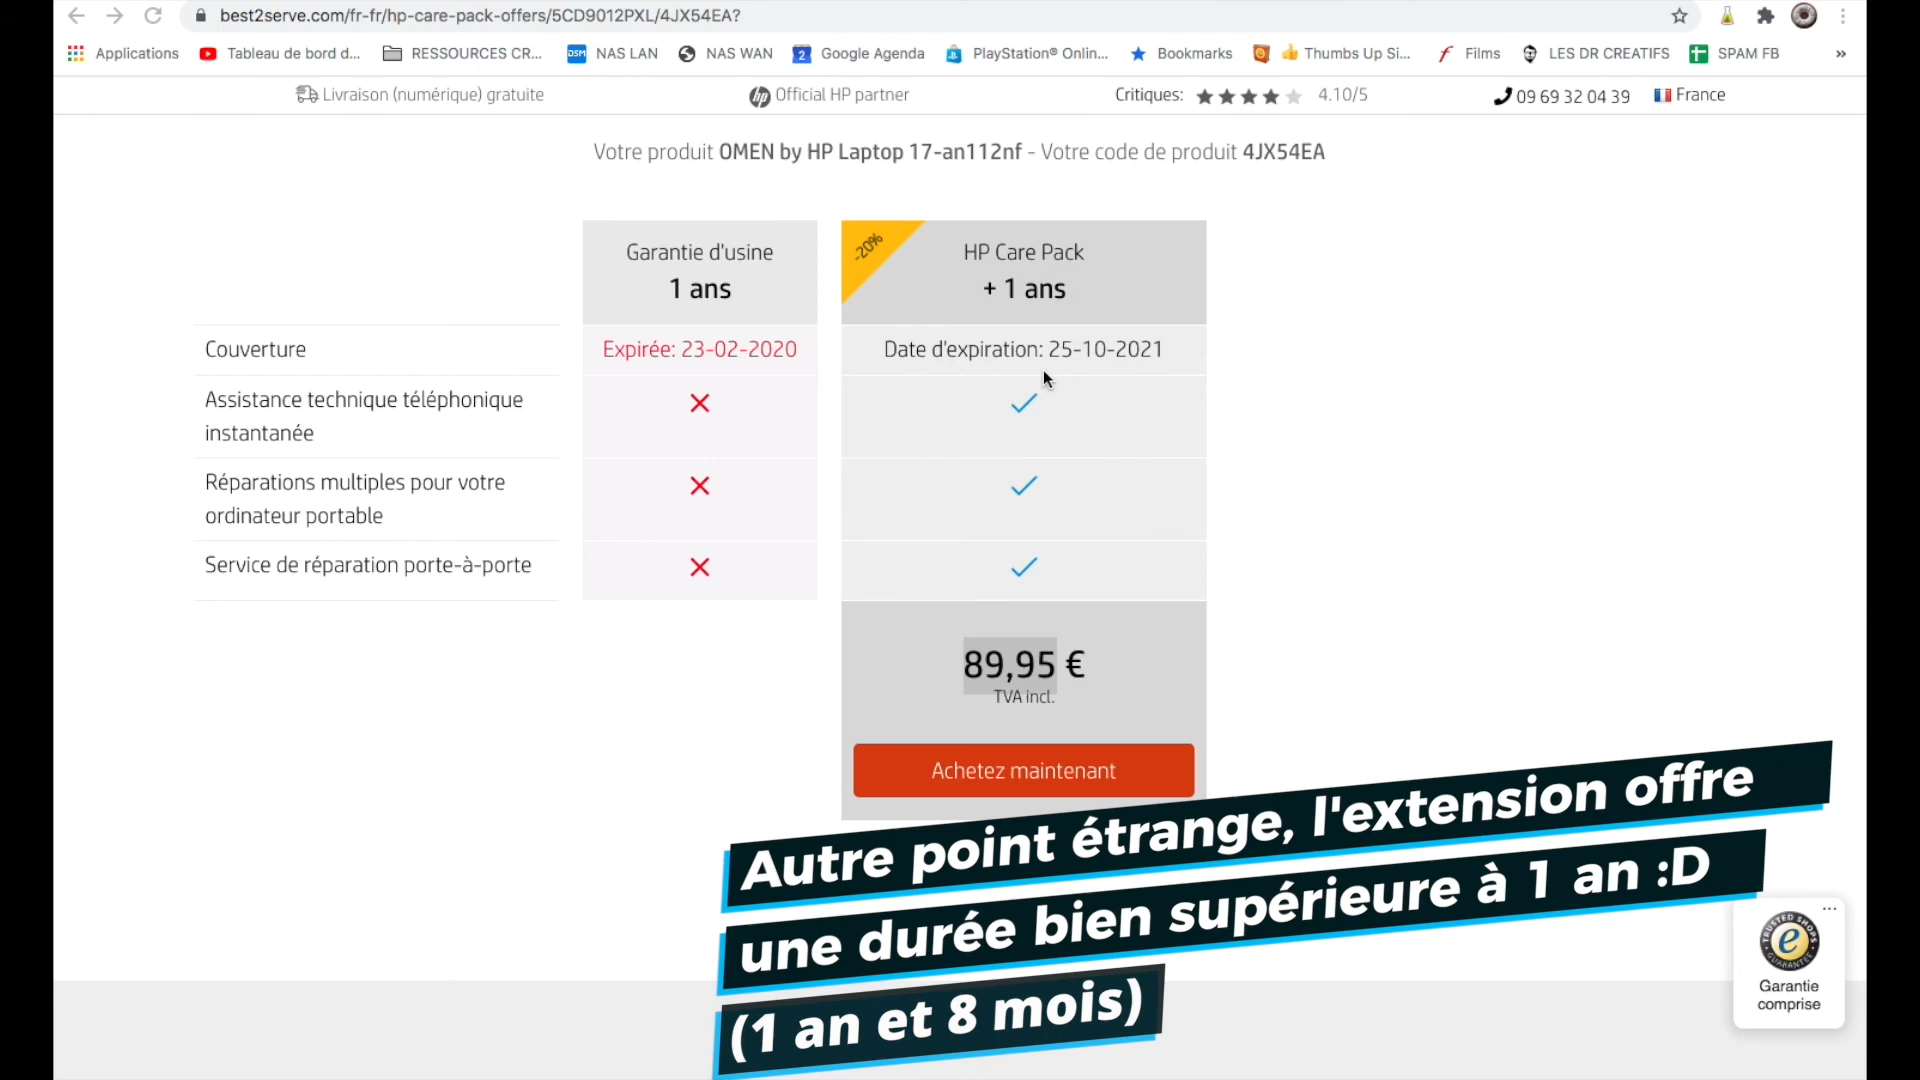 best2serve.com/fr-fr/hp-care-pack-offers/5CD9012PXL/4JX54EA?
Applications Tableau de bord d... RESSOURCES CR... DSM NAS LAN NAS WAN 2 Google Agenda PlayStation® Onlin... Bookmarks 👍 Thumbs Up Si... f Films LES DR CREATIFS SPAM FB »
Livraison (numérique) gratuite hp Official HP partner Critiques: 4.10/5 09 69 32 04 39 France
Votre produit OMEN by HP Laptop 17-an112nf - Votre code de produit 4JX54EA
Garantie d'usine
1 ans
-20%
HP Care Pack
+ 1 ans
Couverture Expirée: 23-02-2020 Date d'expiration: 25-10-2021
Assistance technique téléphonique
instantanée
Réparations multiples pour votre
ordinateur portable
Service de réparation porte-à-porte
89,95 €
TVA incl.
Achetez maintenant
Autre point étrange, l'extension offre
une durée bien supérieure à 1 an :D
(1 an et 8 mois)
TRUSTED SHOPS
e
GUARANTEE
Garantie
comprise